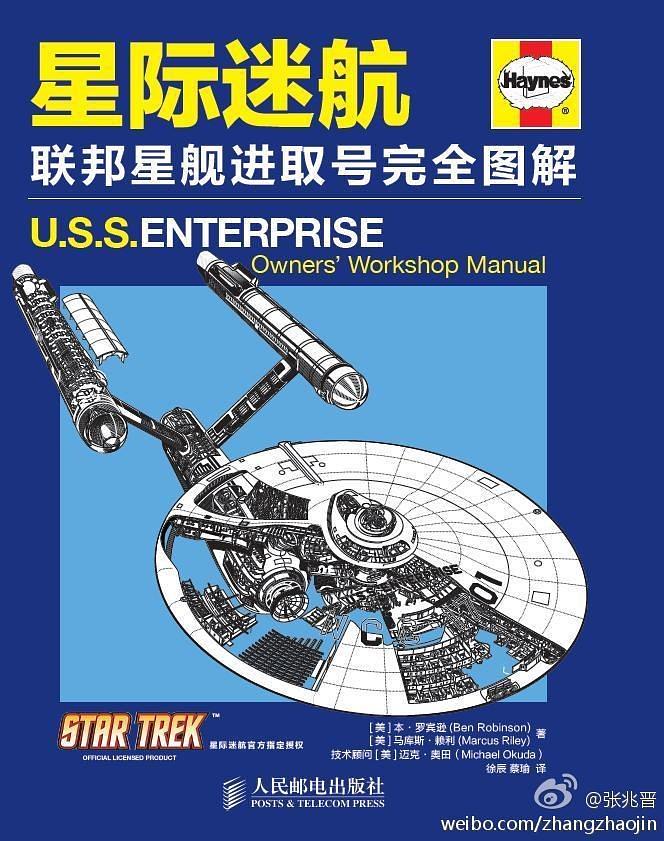 星际迷航
Haynes
®
联邦星舰进取号完全图解
U.S.S.ENTERPRISE
Owners' Workshop Manual
ENTERPRISE
01
STAR TREK™
OFFICIAL LICENSED PRODUCT
星际迷航官方指定授权
[美]本·罗宾逊(Ben Robinson)
[美]马库斯·赖利(Marcus Riley)
著
技术顾问[美]迈克·奥田(Michael Okuda)
徐辰 蔡瑜 译
人民邮电出版社
POSTS & TELECOM PRESS
@张兆晋
weibo.com/zhangzhaojin